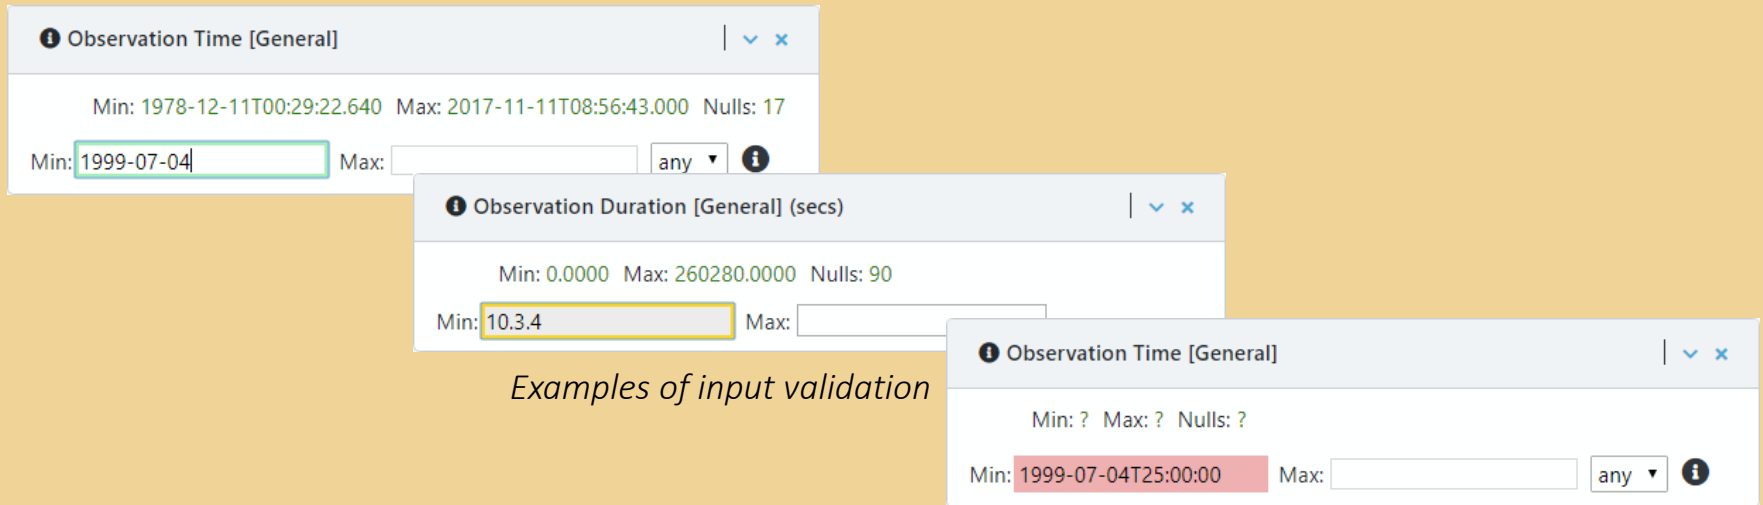 Observation Time [General]
Min: 1978-12-11T00:29:22.640 Max: 2017-11-11T08:56:43.000 Nulls: 17
Min: 1999-07-04 Max: any
Observation Duration [General] (secs)
Min: 0.0000 Max: 260280.0000 Nulls: 90
Min: 10.3.4 Max:
Examples of input validation
Observation Time [General]
Min: ? Max: ? Nulls: ?
Min: 1999-07-04T25:00:00 Max: any